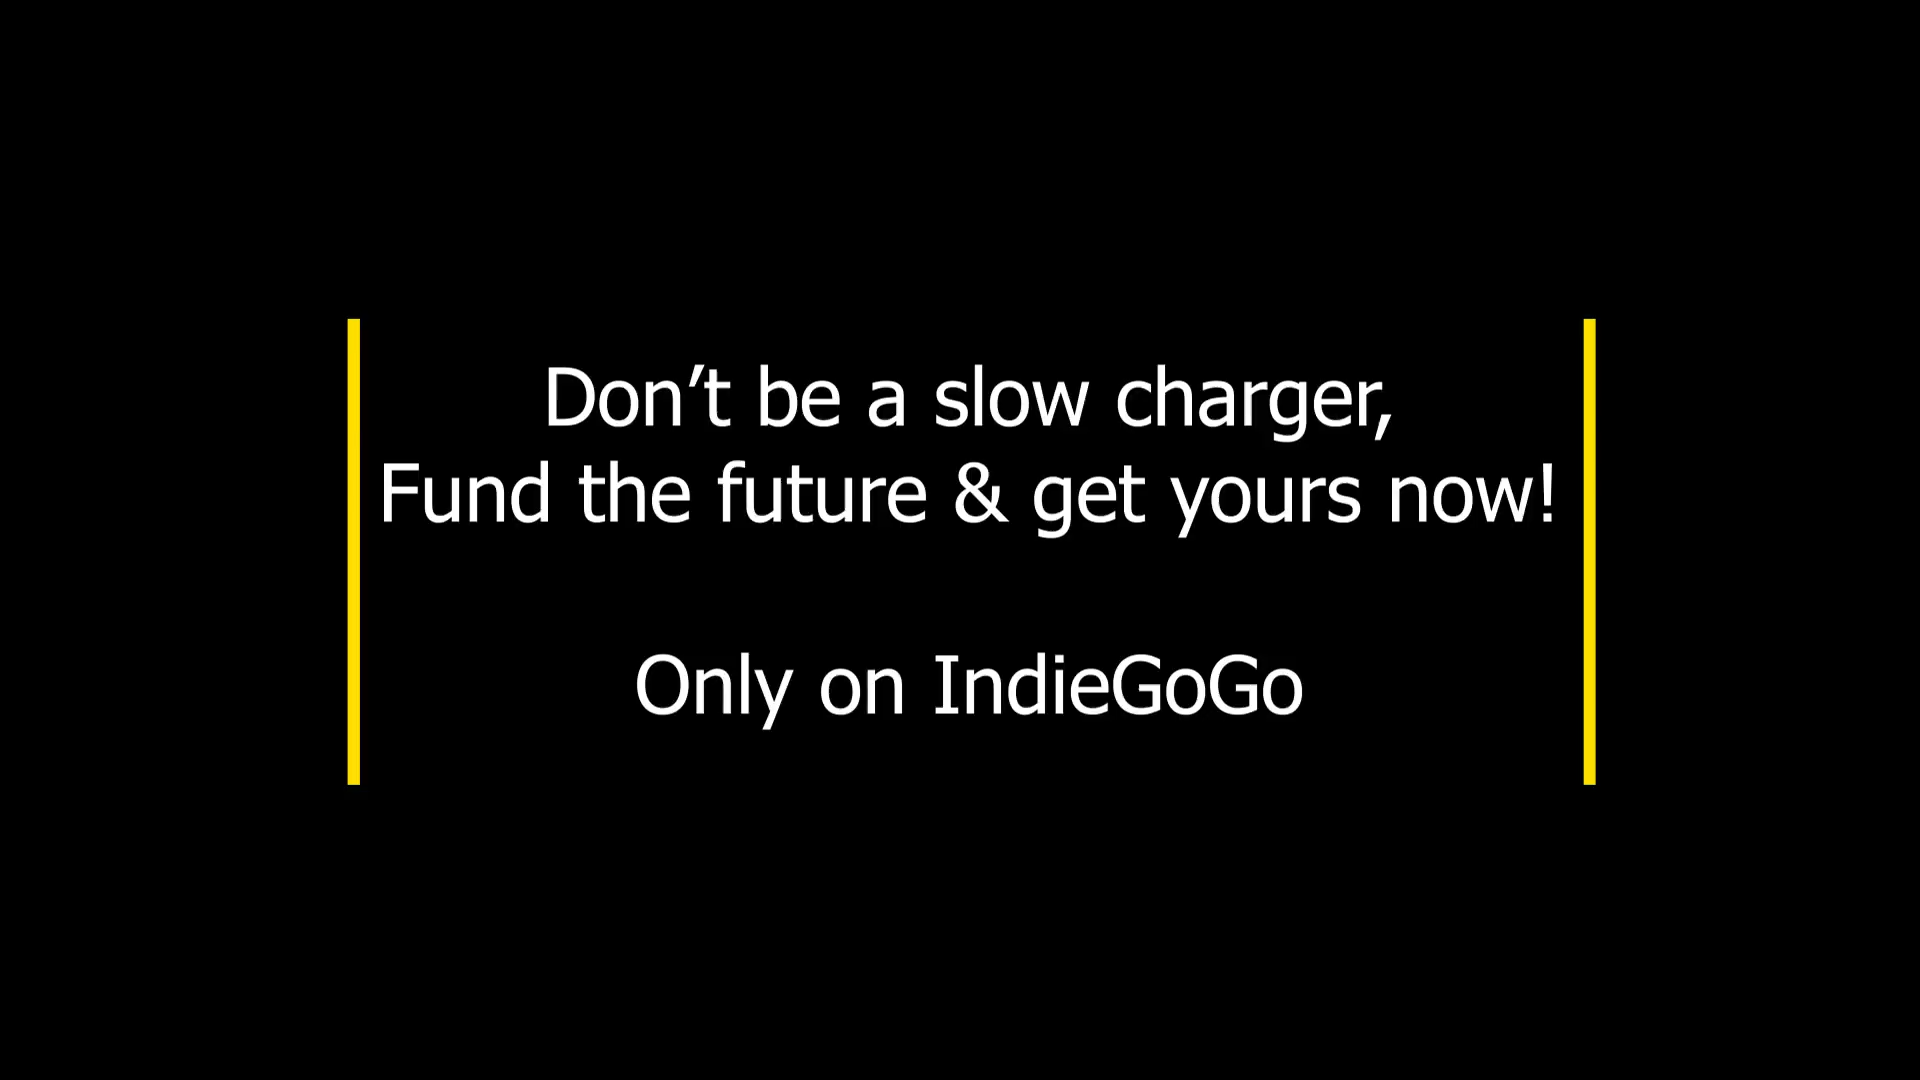 Don’t be a slow charger,
Fund the future & get yours now!
Only on IndieGoGo